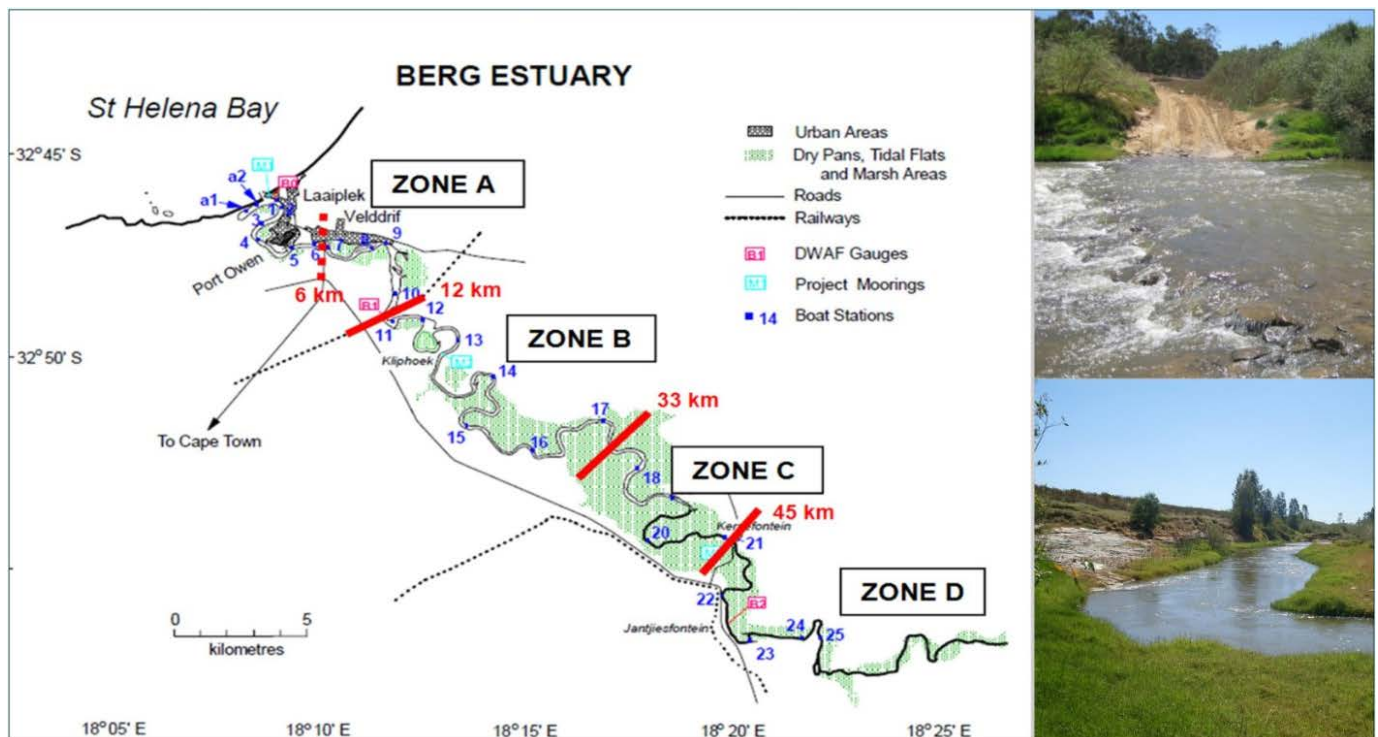 BERG ESTUARY
St Helena Bay
32°45' S
32°50' S
ZONE A
ZONE B
ZONE C
ZONE D
Urban Areas
Dry Pans, Tidal Flats
and Marsh Areas
Roads
Railways
B1 DWAF Gauges
Project Moorings
14 Boat Stations
a2
a1
Laaiplek
Velddrif
Port Owen
1
3
4
5
6
7
8
9
6 km
B1
10
12 km
11
12
Kliphoek
13
14
To Cape Town
15
16
17
33 km
18
45 km
20
21
22
B2
Jantjiesfontein
23
24
25
0 5
kilometres
18°05' E
18°10' E
18°15' E
18°20' E
18°25' E